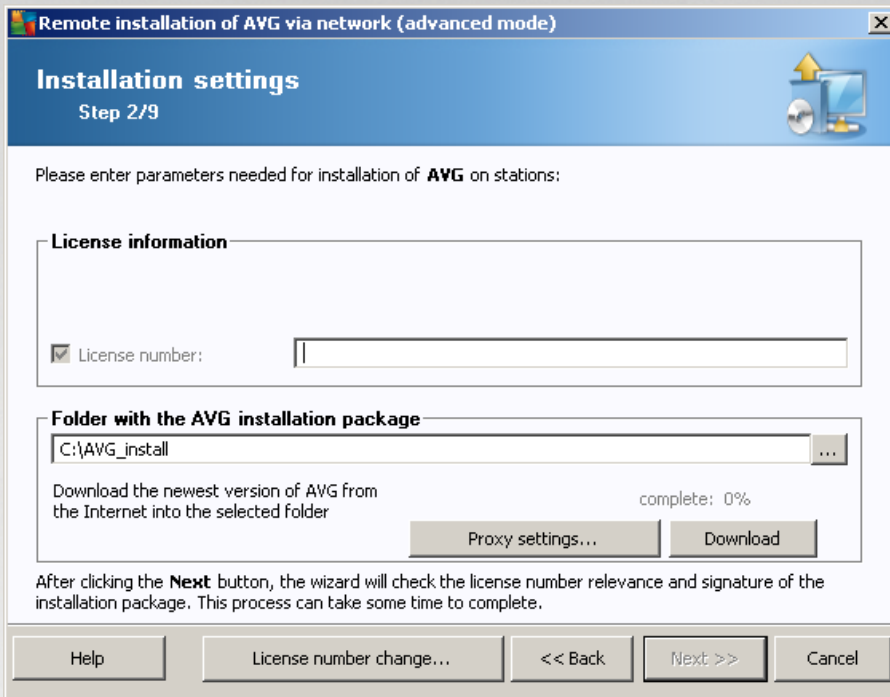 Remote installation of AVG via network (advanced mode)
Installation settings
Step 2/9
Please enter parameters needed for installation of AVG on stations:
License information
License number:
Folder with the AVG installation package
C:\AVG_install
...
Download the newest version of AVG from
the Internet into the selected folder
complete: 0%
Proxy settings...
Download
After clicking the Next button, the wizard will check the license number relevance and signature of the
installation package. This process can take some time to complete.
Help
License number change...
<< Back
Next >>
Cancel